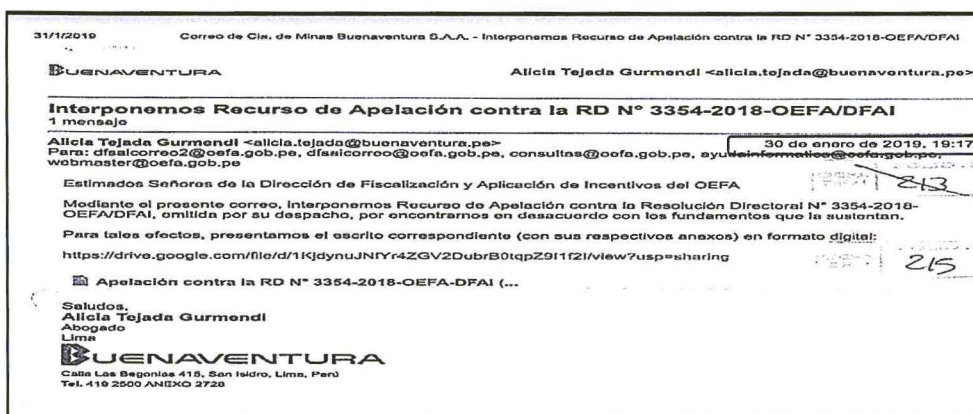 31/1/2019 Correo de Cia. de Minas Buenaventura S.A.A. - Interponemos Recurso de Apelación contra la RD N° 3354-2018-OEFA/DFAI
BUENAVENTURA Alicia Tejada Gurmendi <alicia.tejada@buenaventura.pe>
Interponemos Recurso de Apelación contra la RD N° 3354-2018-OEFA/DFAI
1 mensaje
Alicia Tejada Gurmendi <alicia.tejada@buenaventura.pe> 30 de enero de 2019, 19:17
Para: dfsaicorreo2@oefa.gob.pe, dfsaicorreo@oefa.gob.pe, consultas@oefa.gob.pe, ayudainformatica@oefa.gob.pe,
webmaster@oefa.gob.pe
Estimados Señores de la Dirección de Fiscalización y Aplicación de Incentivos del OEFA
213
Mediante el presente correo, interponemos Recurso de Apelación contra la Resolución Directoral N° 3354-2018-
OEFA/DFAI, emitida por su despacho, por encontrarnos en desacuerdo con los fundamentos que la sustentan.
Para tales efectos, presentamos el escrito correspondiente (con sus respectivos anexos) en formato digital:
https://drive.google.com/file/d/1KjdynuJNfYr4ZGV2DubrB0tqpZ9I1f2I/view?usp=sharing
215
Apelación contra la RD N° 3354-2018-OEFA-DFAI (...
Saludos,
Alicia Tejada Gurmendi
Abogado
Lima
BUENAVENTURA
Calle Las Begonias 415, San Isidro, Lima, Perú
Tel. 419 2500 ANEXO 2728